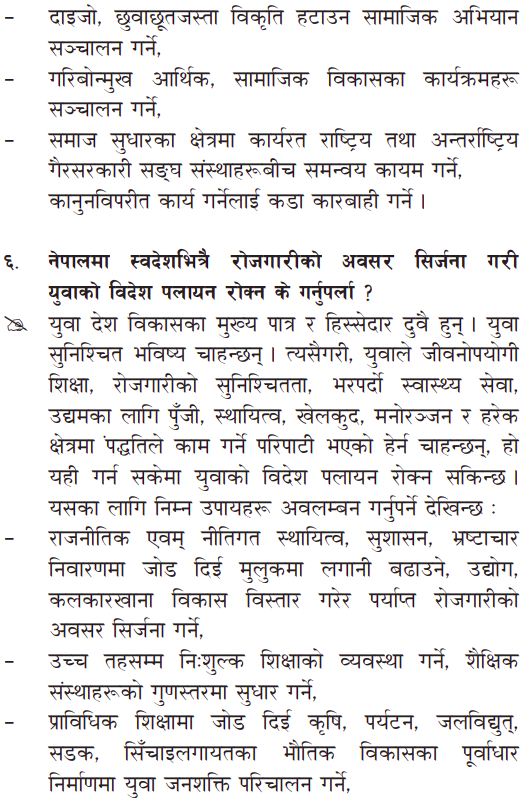 – दाइजो, छुवाछूतजस्ता विकृति हटाउन सामाजिक अभियान
सञ्चालन गर्ने,
– गरिबोन्मुख आर्थिक, सामाजिक विकासका कार्यक्रमहरू
सञ्चालन गर्ने,
– समाज सुधारका क्षेत्रमा कार्यरत राष्ट्रिय तथा अन्तर्राष्ट्रिय
गैरसरकारी सङ्घ संस्थाहरूबीच समन्वय कायम गर्ने,
कानुनविपरीत कार्य गर्नेलाई कडा कारबाही गर्ने ।
६. नेपालमा स्वदेशभित्रै रोजगारीको अवसर सिर्जना गरी
युवाको विदेश पलायन रोक्न के गर्नुपर्ला ?
युवा देश विकासका मुख्य पात्र र हिस्सेदार दुवै हुन् । युवा
सुनिश्चित भविष्य चाहन्छन् । त्यसैगरी, युवाले जीवनोपयोगी
शिक्षा, रोजगारीको सुनिश्चितता, भरपर्दो स्वास्थ्य सेवा,
उद्यमका लागि पुँजी, स्थायित्व, खेलकुद, मनोरञ्जन र हरेक
क्षेत्रमा पद्धतिले काम गर्ने परिपाटी भएको हेर्न चाहन्छन्, हो
यही गर्न सकेमा युवाको विदेश पलायन रोक्न सकिन्छ ।
यसका लागि निम्न उपायहरू अवलम्बन गर्नुपर्ने देखिन्छ :
– राजनीतिक एवम् नीतिगत स्थायित्व, सुशासन, भ्रष्टाचार
निवारणमा जोड दिई मुलुकमा लगानी बढाउने, उद्योग,
कलकारखाना विकास विस्तार गरेर पर्याप्त रोजगारीको
अवसर सिर्जना गर्ने,
– उच्च तहसम्म निःशुल्क शिक्षाको व्यवस्था गर्ने, शैक्षिक
संस्थाहरूको गुणस्तरमा सुधार गर्ने,
– प्राविधिक शिक्षामा जोड दिई कृषि, पर्यटन, जलविद्युत्,
सडक, सिँचाइलगायतका भौतिक विकासका पूर्वाधार
निर्माणमा युवा जनशक्ति परिचालन गर्ने,